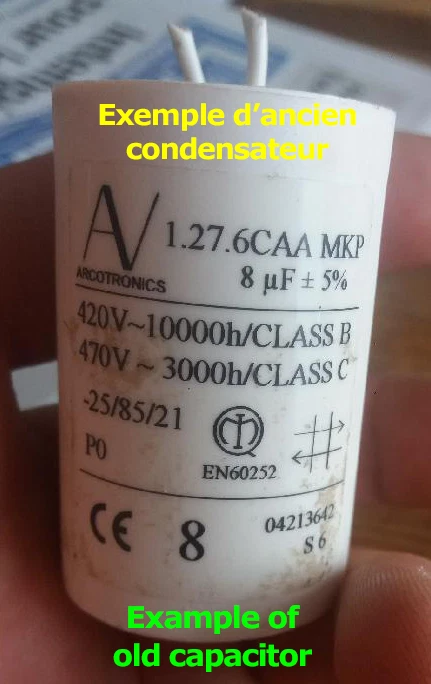 Exemple d'ancien
condensateur
AV
ARCOTRONICS
1.27.6CAA MKP
8 µF ± 5%
420V~10000h/CLASS B
470V ~ 3000h/CLASS C
-25/85/21
P0
EN60252
CE 8
04213642
S 6
Example of
old capacitor